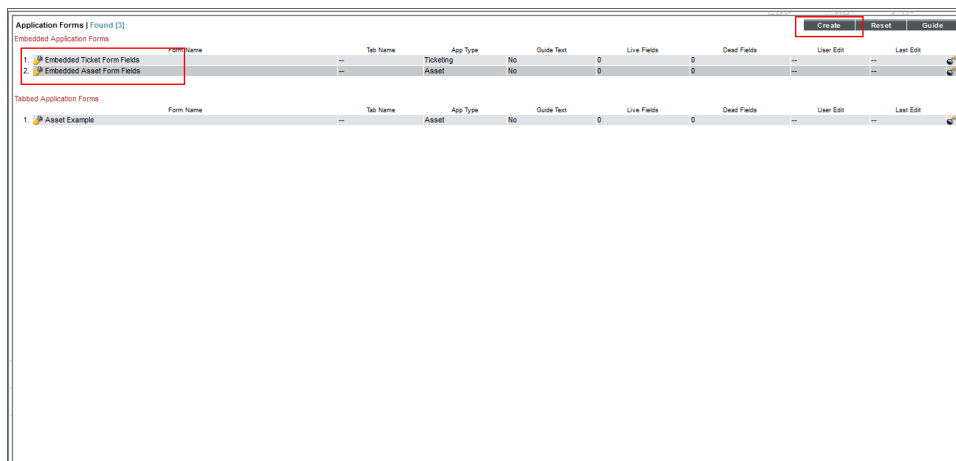 Application Forms | Found [3] Create Reset Guide
Embedded Application Forms
Form Name Tab Name App Type Guide Text Live Fields Dead Fields User Edit Last Edit
1. Embedded Ticket Form Fields -- Ticketing No 0 0 -- --
2. Embedded Asset Form Fields -- Asset No 0 0 -- --
Tabbed Application Forms
Form Name Tab Name App Type Guide Text Live Fields Dead Fields User Edit Last Edit
1. Asset Example -- Asset No 0 0 -- --